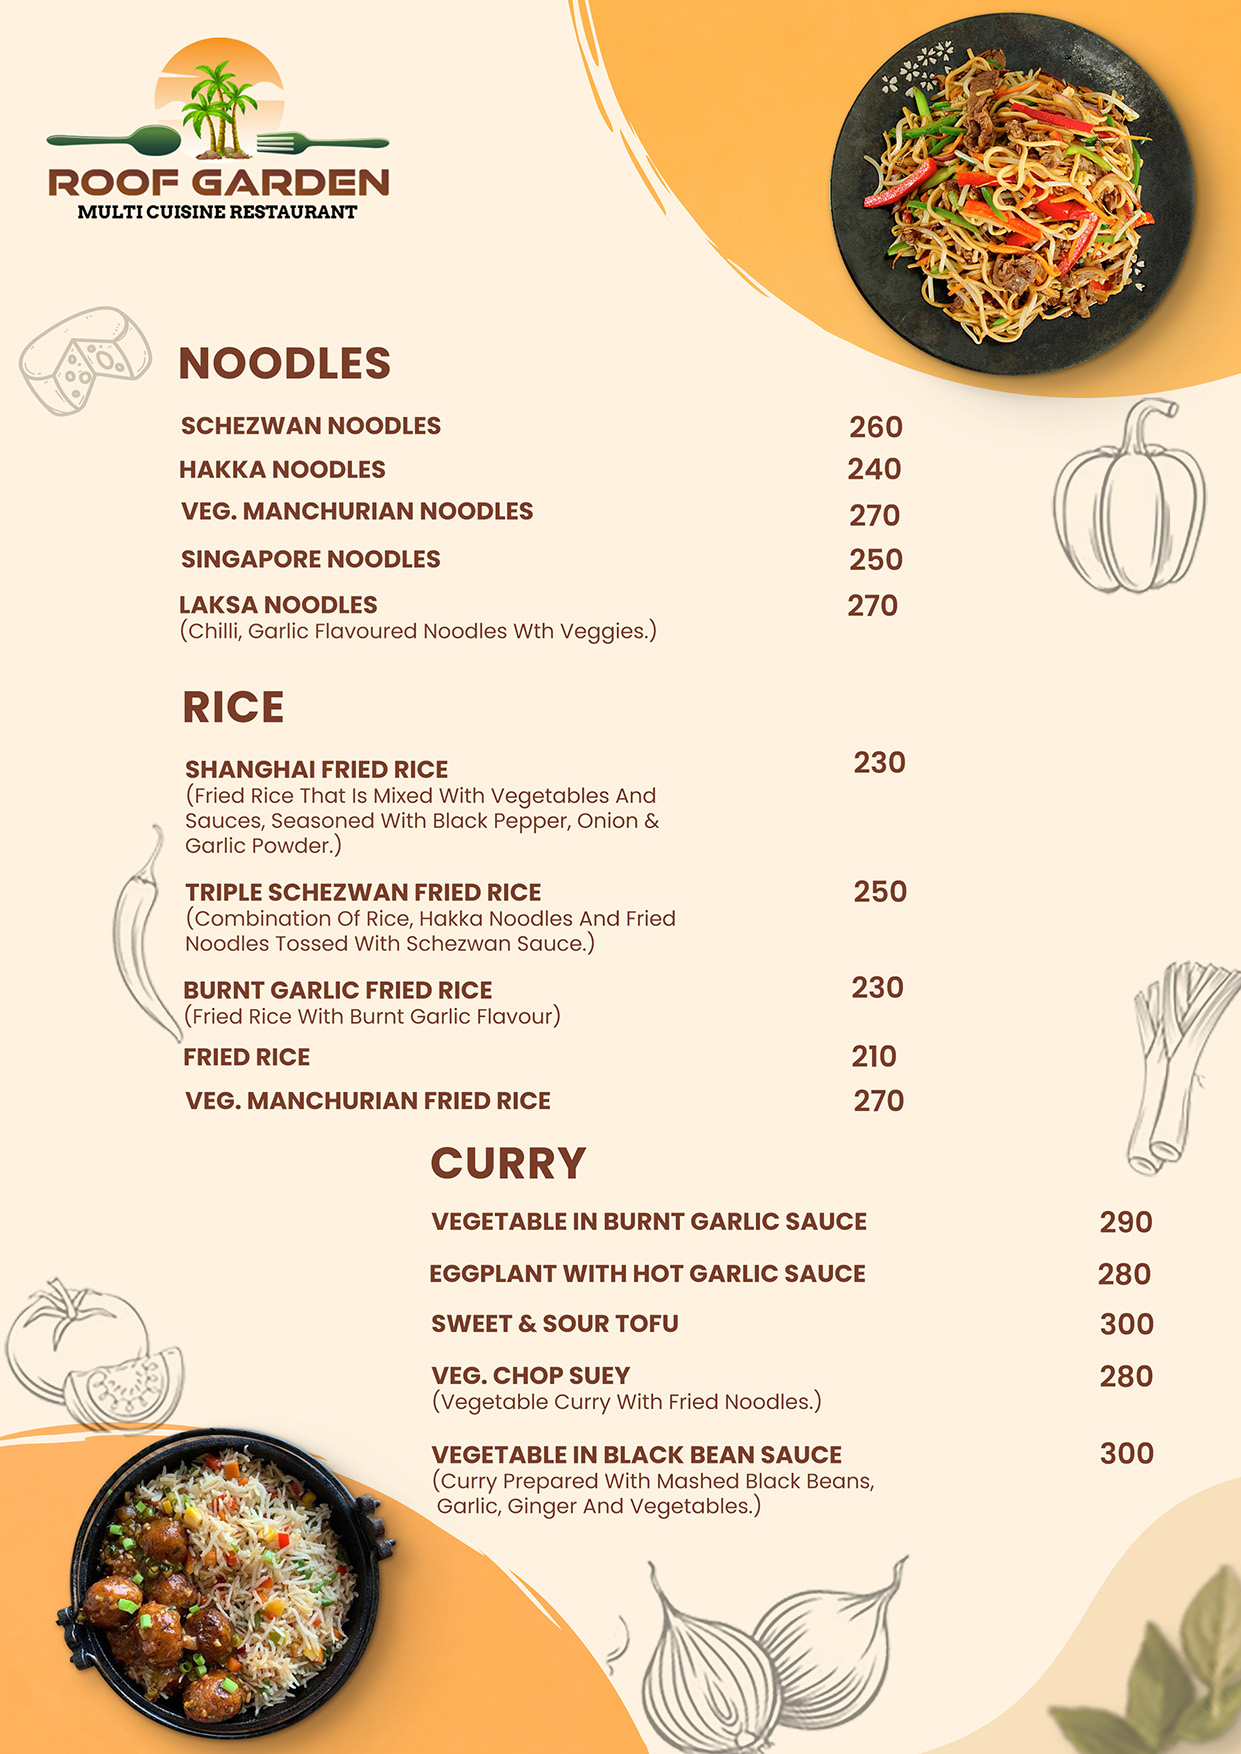 ROOF GARDEN
MULTI CUISINE RESTAURANT
NOODLES
SCHEZWAN NOODLES 260
HAKKA NOODLES 240
VEG. MANCHURIAN NOODLES 270
SINGAPORE NOODLES 250
LAKSA NOODLES 270
(Chilli, Garlic Flavoured Noodles Wth Veggies.)
RICE
SHANGHAI FRIED RICE 230
(Fried Rice That Is Mixed With Vegetables And
Sauces, Seasoned With Black Pepper, Onion &
Garlic Powder.)
TRIPLE SCHEZWAN FRIED RICE 250
(Combination Of Rice, Hakka Noodles And Fried
Noodles Tossed With Schezwan Sauce.)
BURNT GARLIC FRIED RICE 230
(Fried Rice With Burnt Garlic Flavour)
FRIED RICE 210
VEG. MANCHURIAN FRIED RICE 270
CURRY
VEGETABLE IN BURNT GARLIC SAUCE 290
EGGPLANT WITH HOT GARLIC SAUCE 280
SWEET & SOUR TOFU 300
VEG. CHOP SUEY 280
(Vegetable Curry With Fried Noodles.)
VEGETABLE IN BLACK BEAN SAUCE 300
(Curry Prepared With Mashed Black Beans,
Garlic, Ginger And Vegetables.)